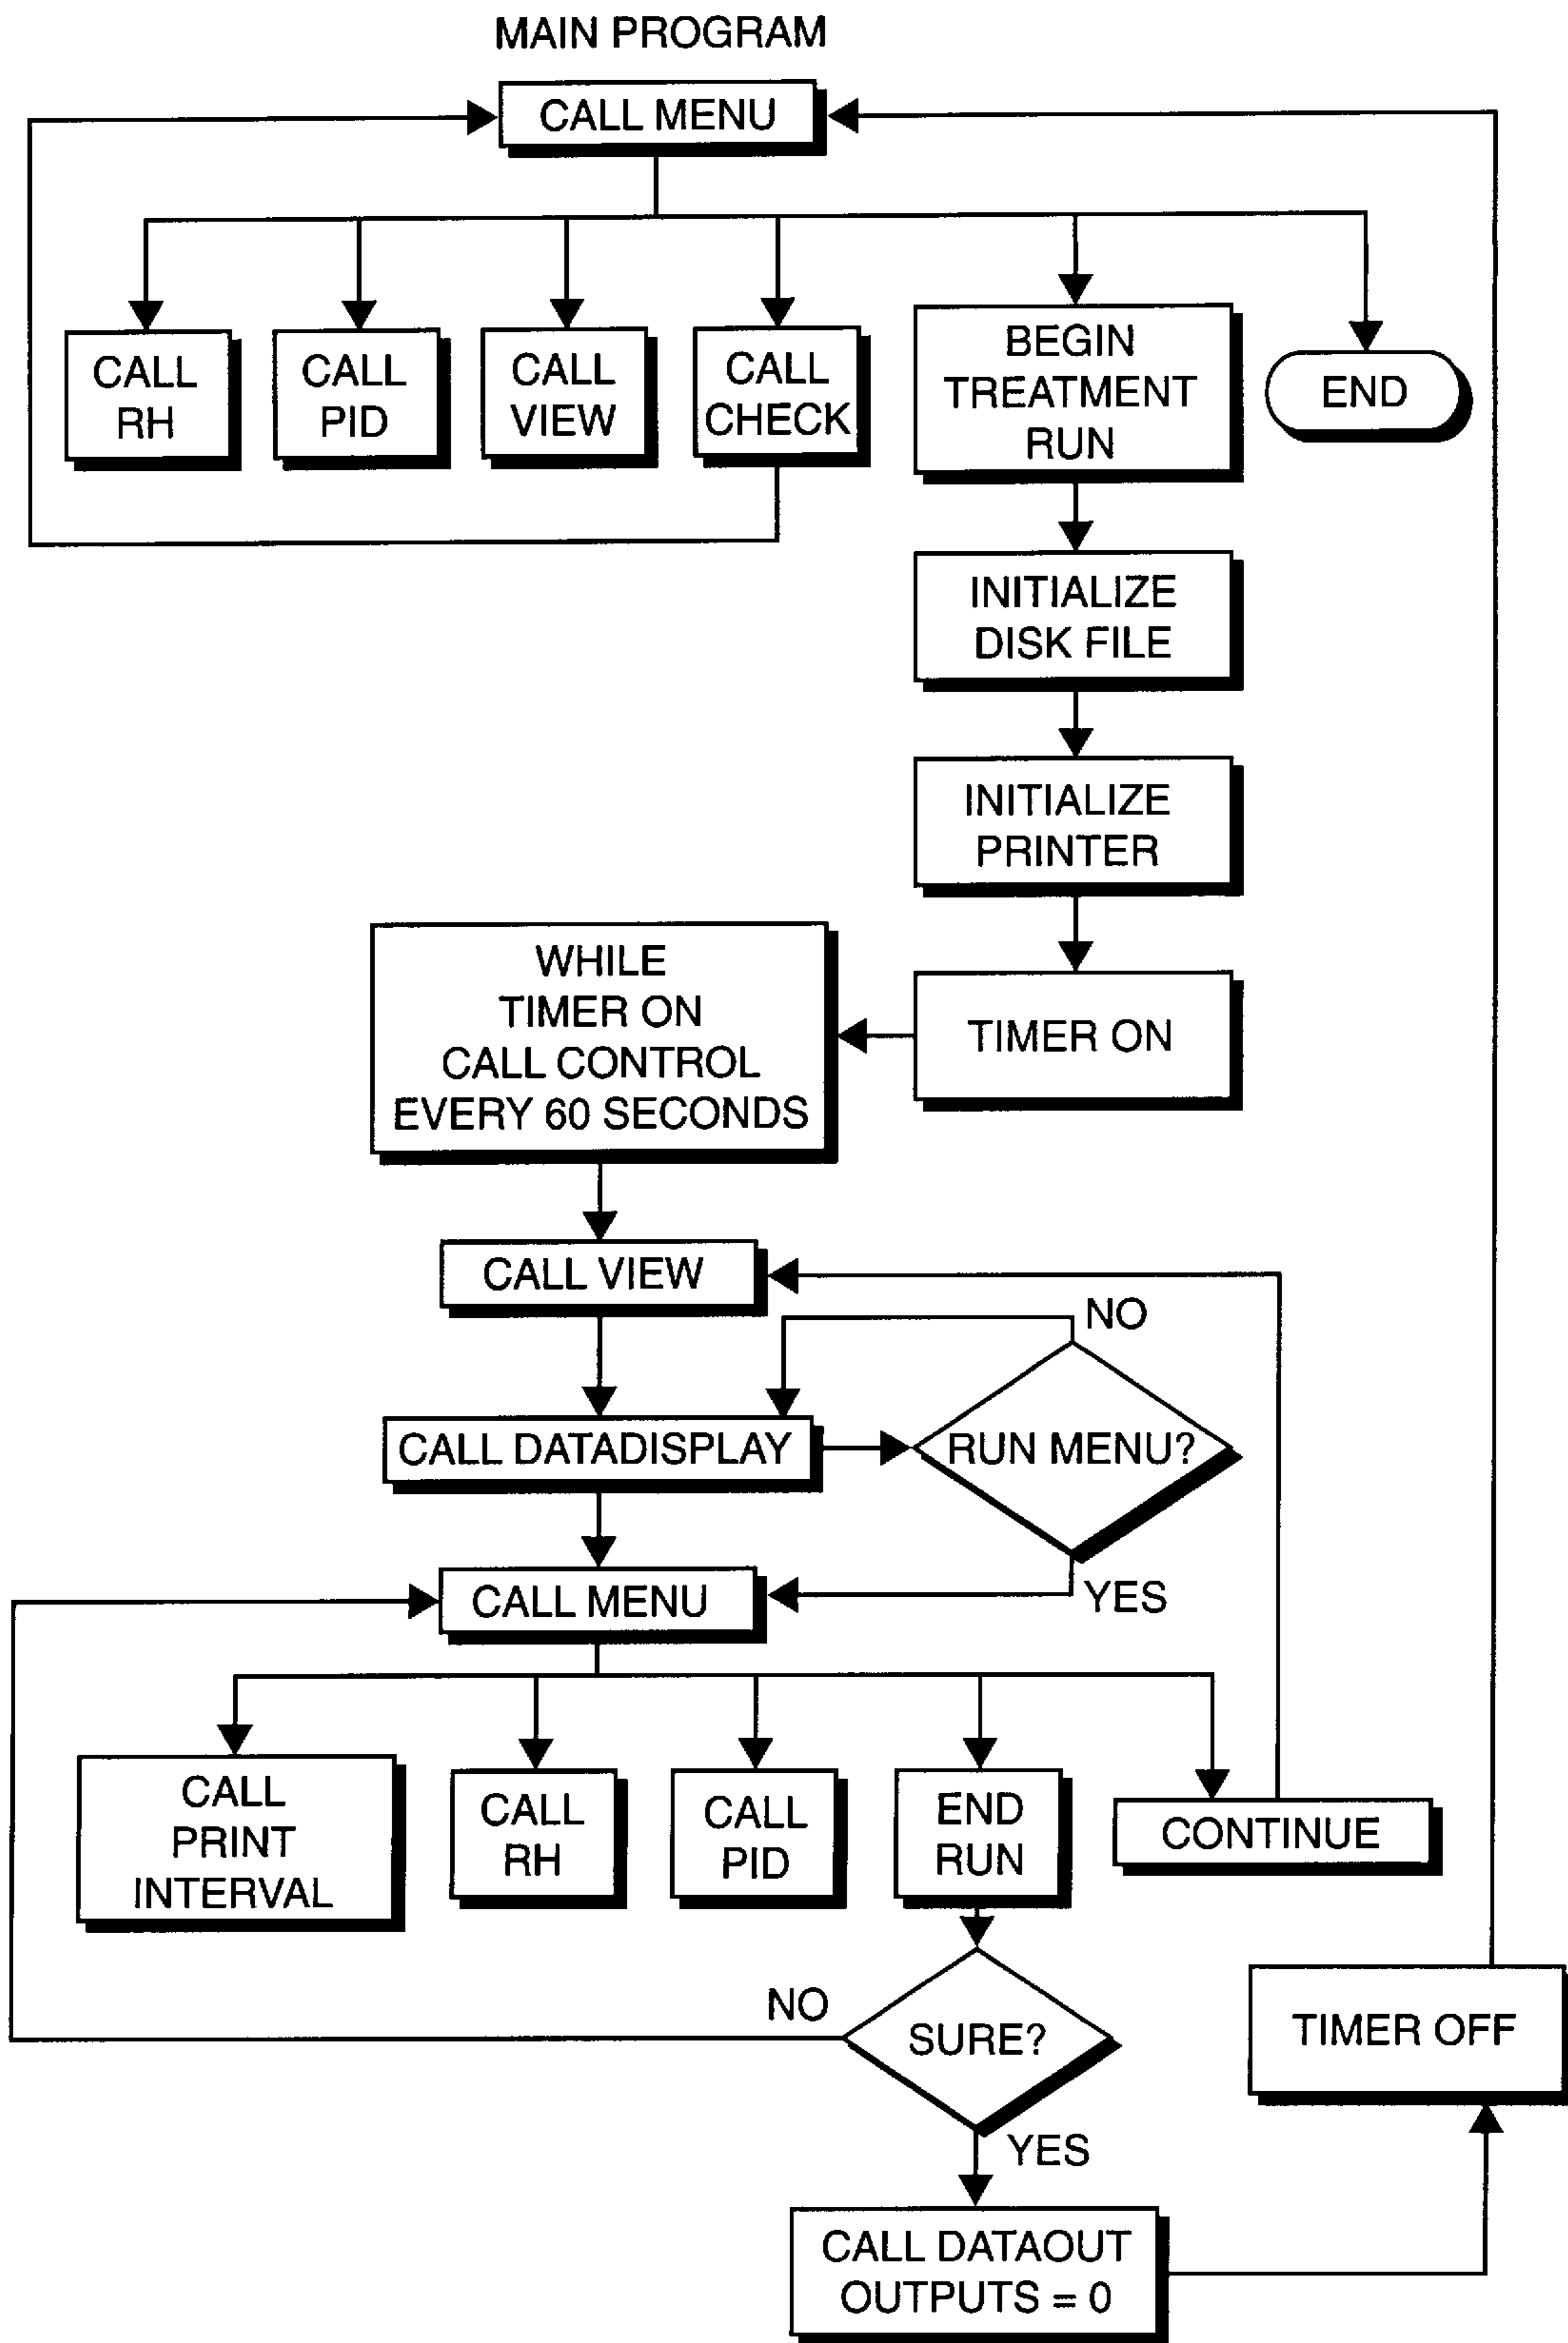 MAIN PROGRAM
CALL MENU
CALL
RH
CALL
PID
CALL
VIEW
CALL
CHECK
BEGIN
TREATMENT
RUN
END
INITIALIZE
DISK FILE
INITIALIZE
PRINTER
TIMER ON
WHILE
TIMER ON
CALL CONTROL
EVERY 60 SECONDS
CALL VIEW
NO
CALL DATADISPLAY
RUN MENU?
YES
CALL MENU
CALL
PRINT
INTERVAL
CALL
RH
CALL
PID
END
RUN
CONTINUE
NO
SURE?
YES
TIMER OFF
CALL DATAOUT
OUTPUTS = 0